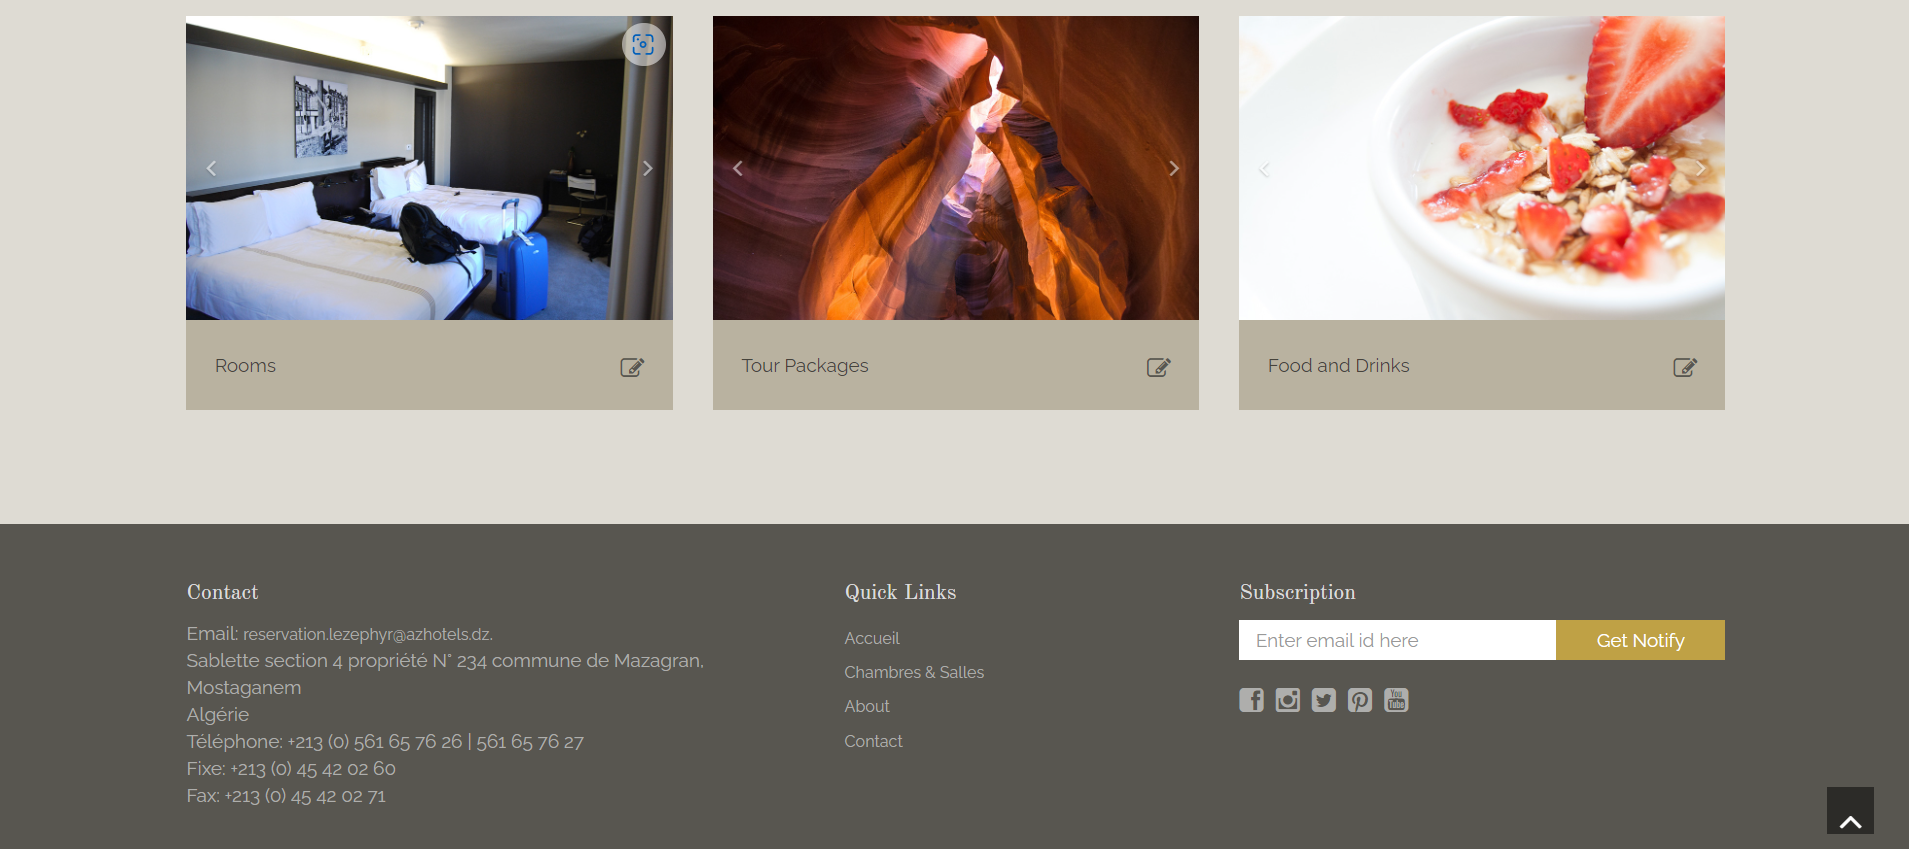 Rooms
Tour Packages
Food and Drinks
Contact
Email: reservation.lezephyr@azhotels.dz.
Sablette section 4 propriété N° 234 commune de Mazagran,
Mostaganem
Algérie
Téléphone: +213 (0) 561 65 76 26 | 561 65 76 27
Fixe: +213 (0) 45 42 02 60
Fax: +213 (0) 45 42 02 71
Quick Links
Accueil
Chambres & Salles
About
Contact
Subscription
Enter email id here
Get Notify
You
Tube